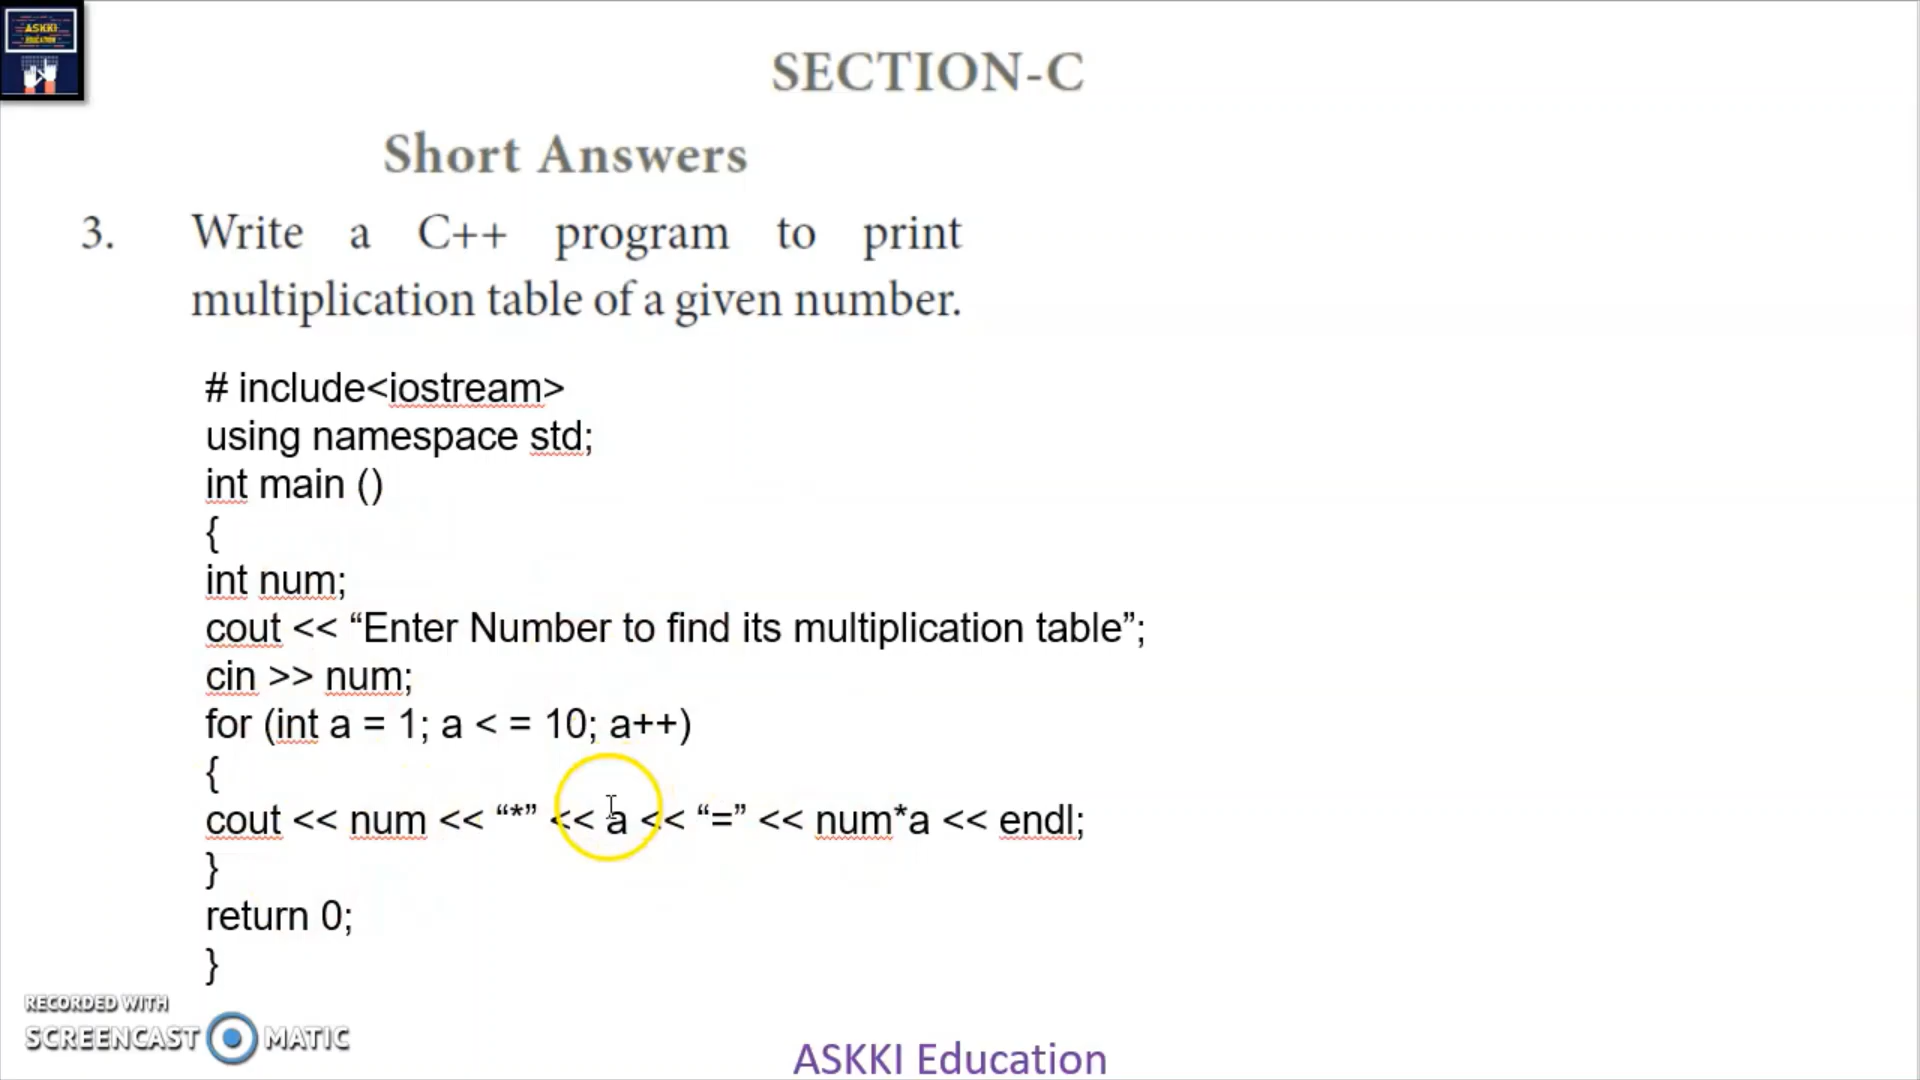 ASKKI
EDUCATION
SECTION-C
Short Answers
3. Write a C++ program to print
multiplication table of a given number.
# include<iostream>
using namespace std;
int main ()
{
int num;
cout << “Enter Number to find its multiplication table”;
cin >> num;
for (int a = 1; a < = 10; a++)
{
cout << num << “*” << a << “=” << num*a << endl;
}
return 0;
}
RECORDED WITH
SCREENCAST MATIC
ASKKI Education